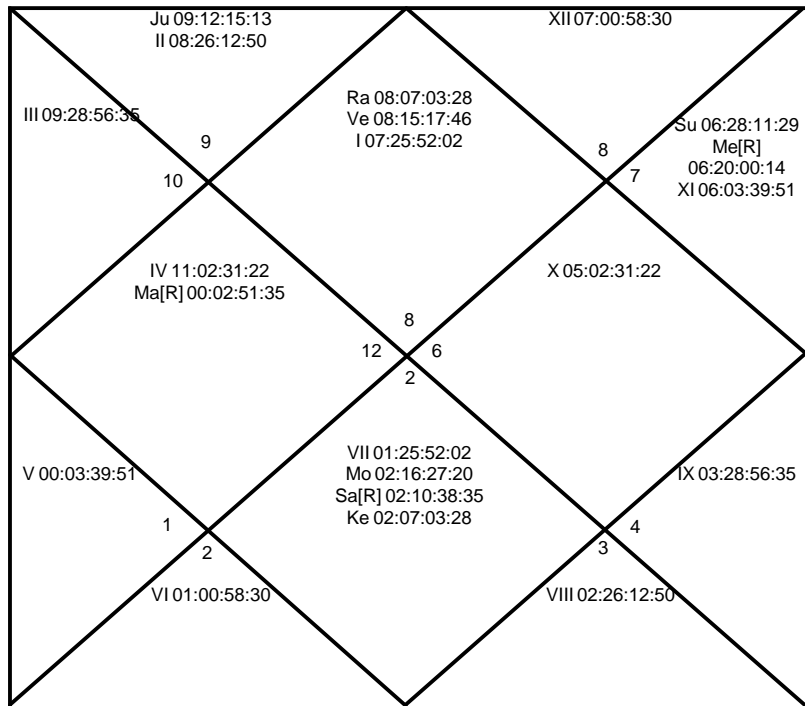 Ju 09:12:15:13
II 08:26:12:50
XII 07:00:58:30
III 09:28:56:35
Ra 08:07:03:28
Ve 08:15:17:46
I 07:25:52:02
Su 06:28:11:29
Me[R]
06:20:00:14
XI 06:03:39:51
9
10
8
7
IV 11:02:31:22
Ma[R] 00:02:51:35
X 05:02:31:22
8
12
6
2
V 00:03:39:51
VII 01:25:52:02
Mo 02:16:27:20
Sa[R] 02:10:38:35
Ke 02:07:03:28
IX 03:28:56:35
1
2
4
3
VI 01:00:58:30
VIII 02:26:12:50